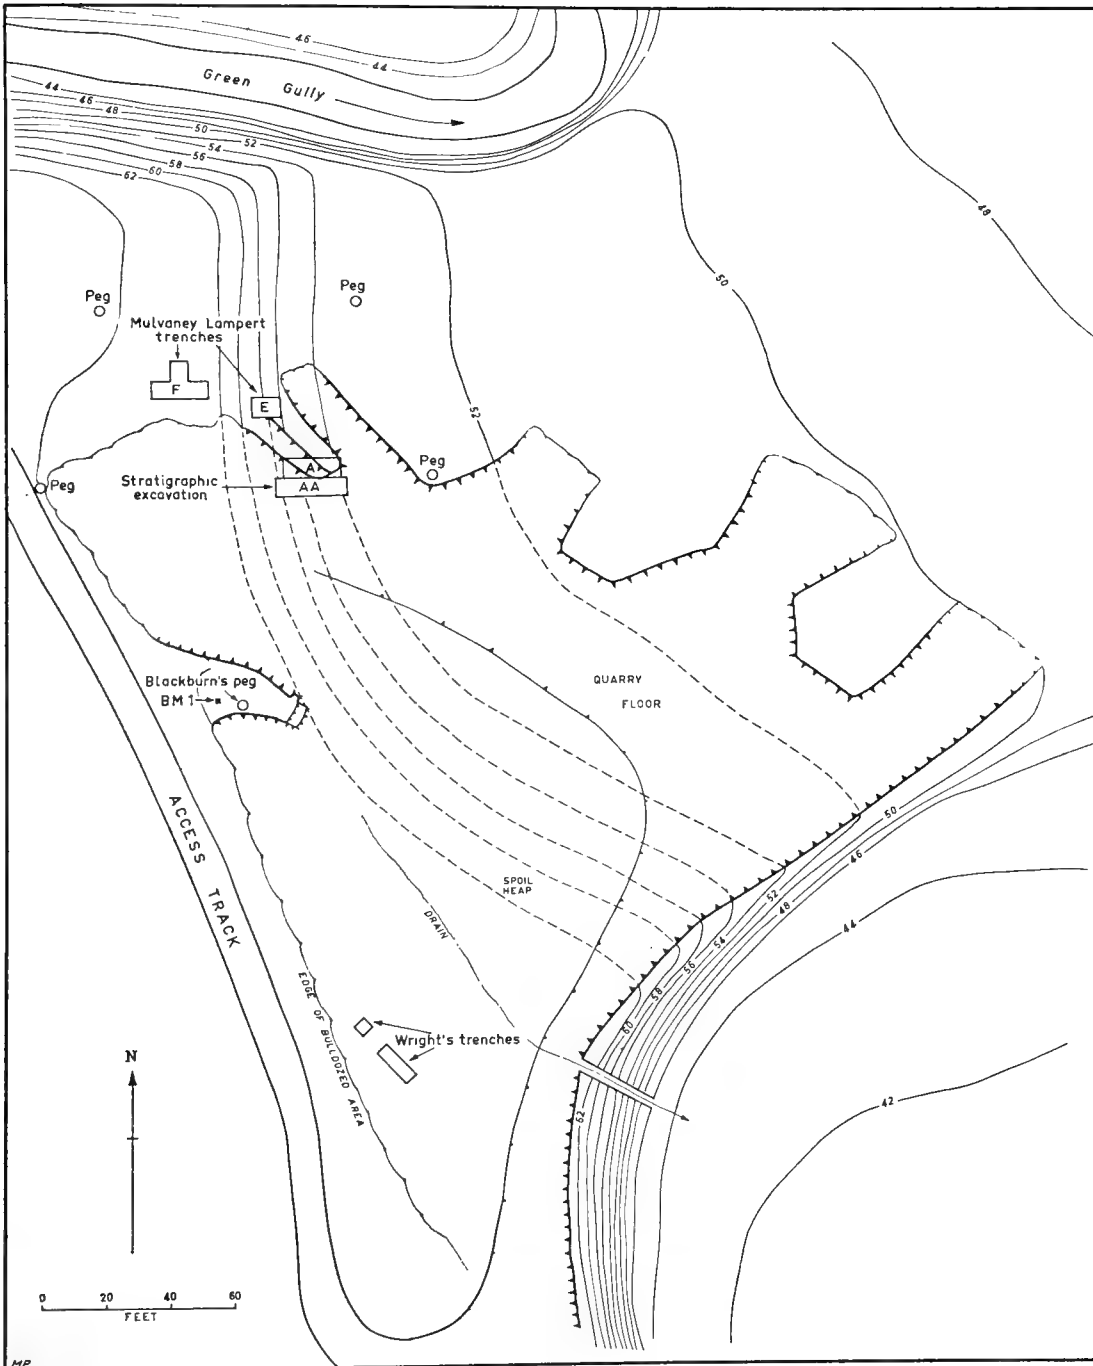 46
44
Green Gully
44
46
48
50
52
54
56
58
60
62
48
50
Peg
Peg
Mulvaney Lampert
trenches
F
E
52
A
Peg
Stratigraphic
excavation
AA
Peg
QUARRY
FLOOR
Blackburn's peg
BM 1
ACCESS TRACK
50
46
48
52
SPOIL
HEAP
DRAIN
44
54
56
58
60
EDGE OF BULLDOZED AREA
Wright's trenches
N
62
42
0 20 40 60
FEET
MP